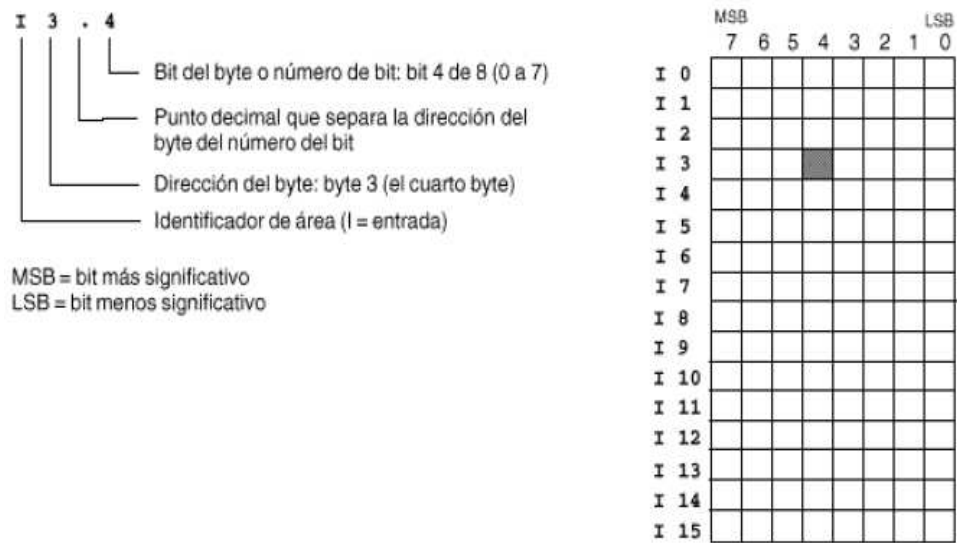 I 3 . 4
Bit del byte o número de bit: bit 4 de 8 (0 a 7)
Punto decimal que separa la dirección del
byte del número del bit
Dirección del byte: byte 3 (el cuarto byte)
Identificador de área (I = entrada)
MSB = bit más significativo
LSB = bit menos significativo
MSB LSB
7 6 5 4 3 2 1 0
I 0
I 1
I 2
I 3
I 4
I 5
I 6
I 7
I 8
I 9
I 10
I 11
I 12
I 13
I 14
I 15